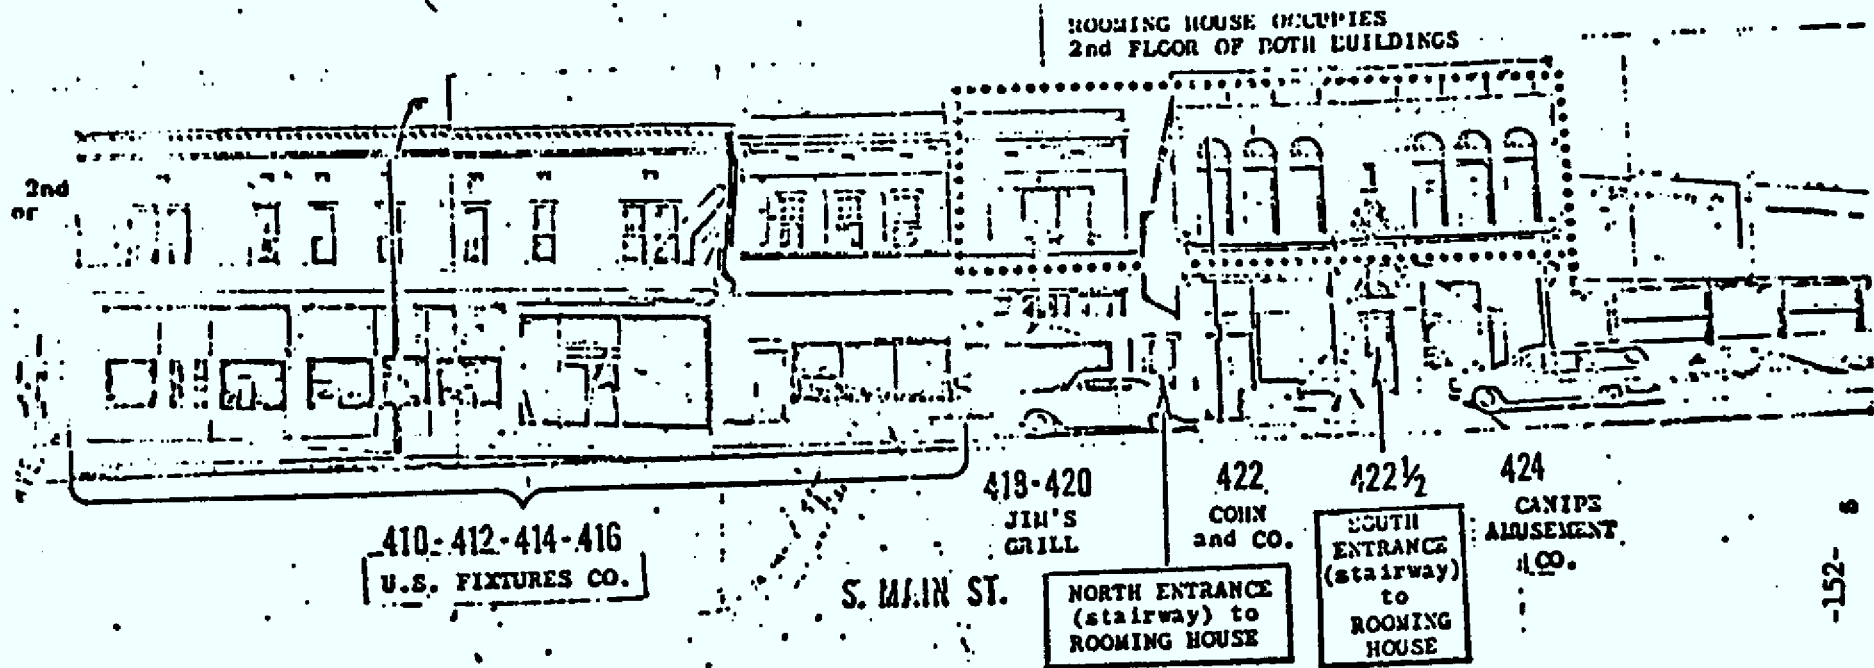 ROOMING HOUSE OCCUPIES
2nd FLOOR OF BOTH BUILDINGS
2nd
or
418-420
JIM'S
GRILL
422
COHN
and CO.
422½
424
CANIPE
AMUSEMENT
CO.
410-412-414-416
U.S. FIXTURES CO.
S. MAIN ST.
NORTH ENTRANCE
(stairway) to
ROOMING HOUSE
SOUTH
ENTRANCE
(stairway)
to
ROOMING
HOUSE
-152-